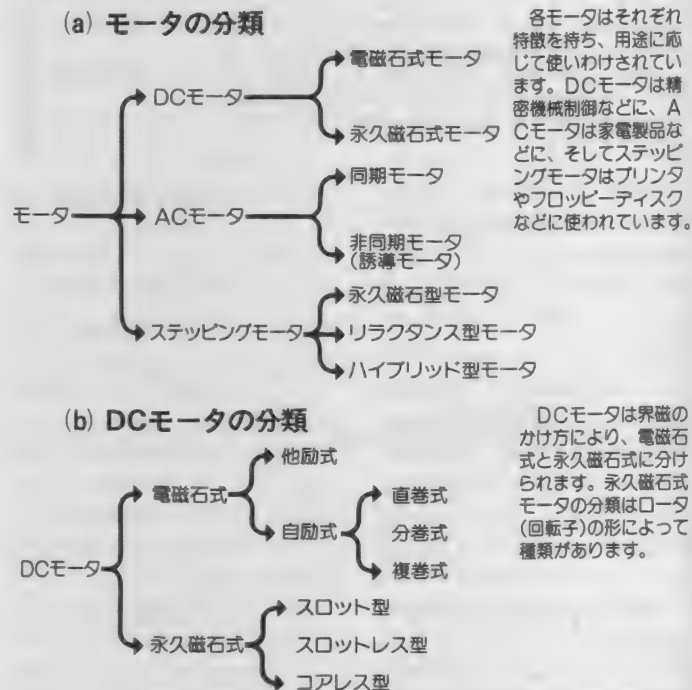 (a) モータの分類
各モータはそれぞれ
特徴を持ち、用途に応
じて使いわけされてい
ます。DCモータは精
密機械制御などに、A
Cモータは家電製品な
どに、そしてステッピ
ングモータはプリンタ
やフロッピーディスク
などに使われています。
モータ
DCモータ
電磁石式モータ
永久磁石式モータ
ACモータ
同期モータ
非同期モータ
(誘導モータ)
ステッピングモータ
永久磁石型モータ
リラクタンス型モータ
ハイブリッド型モータ
(b) DCモータの分類
DCモータは界磁の
かけ方により、電磁石
式と永久磁石式に分け
られます。永久磁石式
モータの分類はロータ
(回転子)の形によって
種類があります。
DCモータ
電磁石式
他励式
自励式
直巻式
分巻式
複巻式
永久磁石式
スロット型
スロットレス型
コアレス型